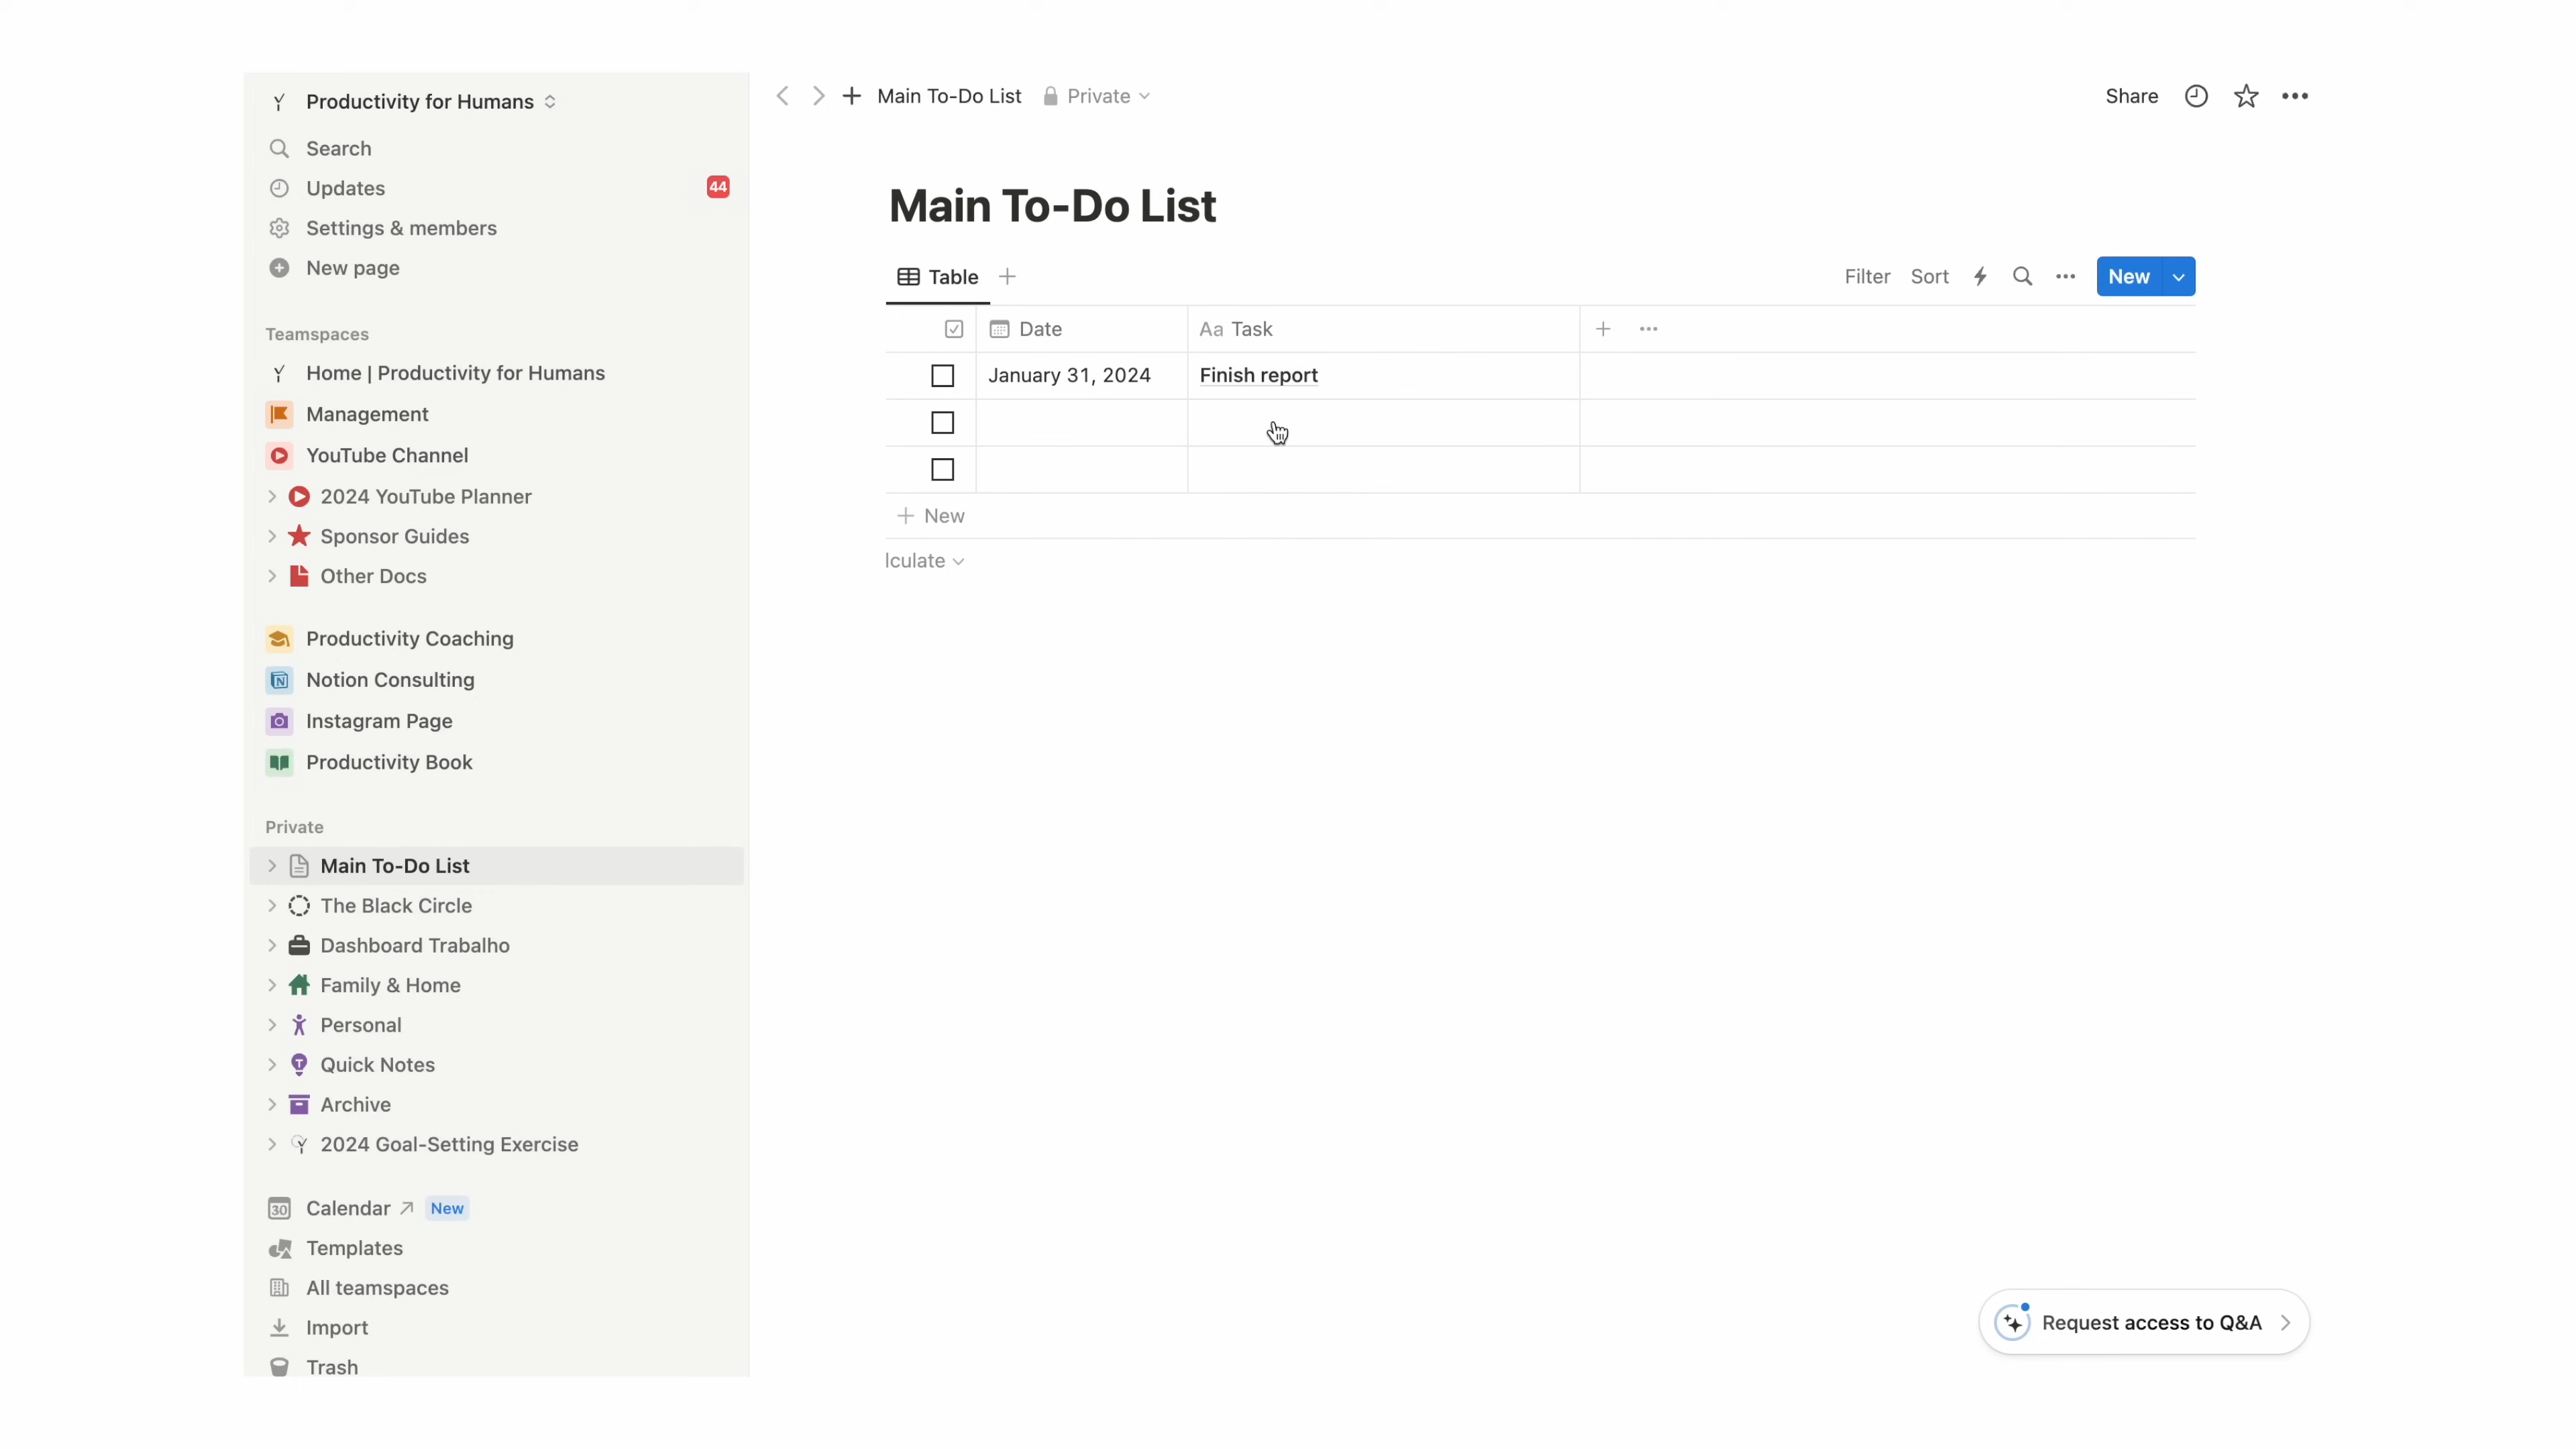 Productivity for Humans
Search
Updates 44
Settings & members
New page
Teamspaces
Home | Productivity for Humans
Management
YouTube Channel
2024 YouTube Planner
Sponsor Guides
Other Docs
Productivity Coaching
Notion Consulting
Instagram Page
Productivity Book
Private
Main To-Do List
The Black Circle
Dashboard Trabalho
Family & Home
Personal
Quick Notes
Archive
2024 Goal-Setting Exercise
30 Calendar New
Templates
All teamspaces
Import
Trash
Main To-Do List Private Share
Main To-Do List
Table Filter Sort New
Date Aa Task
January 31, 2024 Finish report
New
lculate
Request access to Q&A